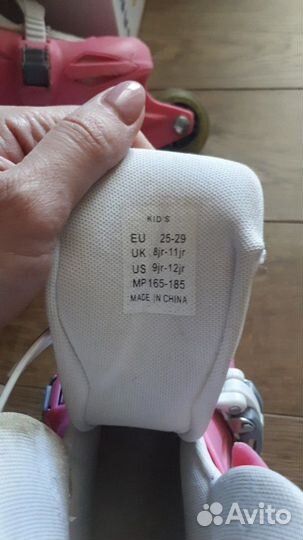 KID'S
EU 25-29
UK 8jr-11jr
US 9jr-12jr
MP 165-185
MADE IN CHINA
Avito